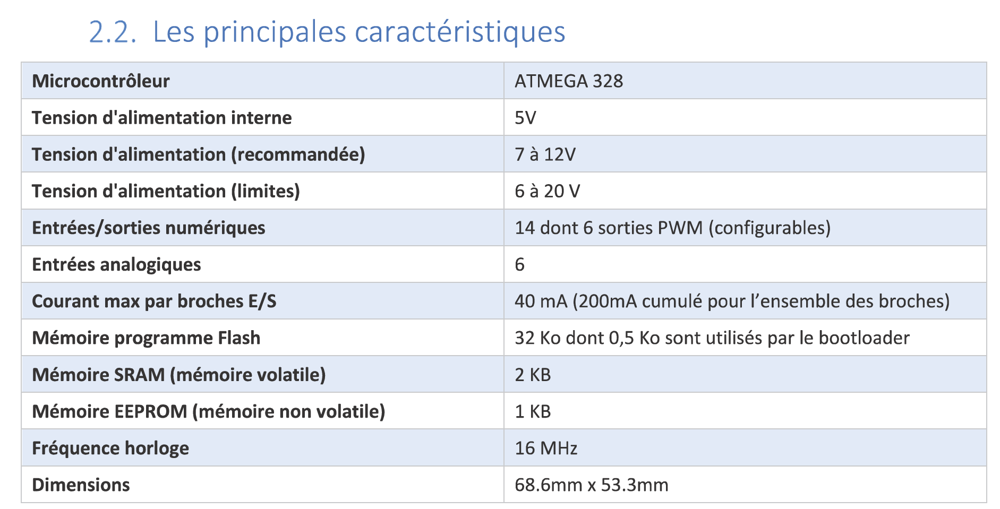 2.2. Les principales caractéristiques
Microcontrôleur ATMEGA 328
Tension d'alimentation interne 5V
Tension d'alimentation (recommandée) 7 à 12V
Tension d'alimentation (limites) 6 à 20 V
Entrées/sorties numériques 14 dont 6 sorties PWM (configurables)
Entrées analogiques 6
Courant max par broches E/S 40 mA (200mA cumulé pour l’ensemble des broches)
Mémoire programme Flash 32 Ko dont 0,5 Ko sont utilisés par le bootloader
Mémoire SRAM (mémoire volatile) 2 KB
Mémoire EEPROM (mémoire non volatile) 1 KB
Fréquence horloge 16 MHz
Dimensions 68.6mm x 53.3mm